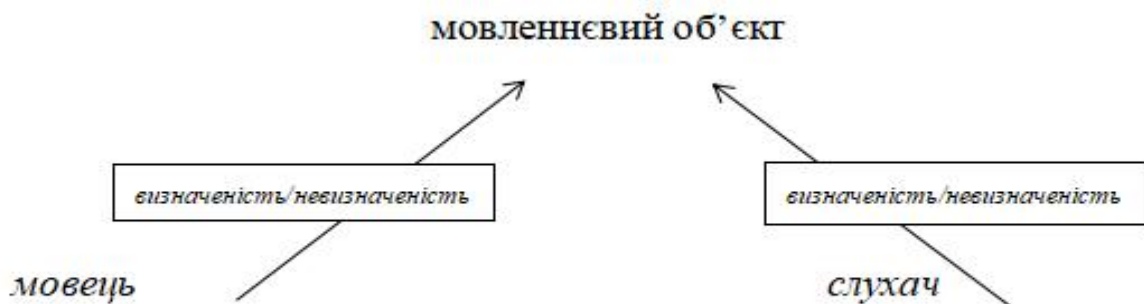 мовленнєвий об’єкт
визначеність/невизначеність
визначеність/невизначеність
мовець
слухач